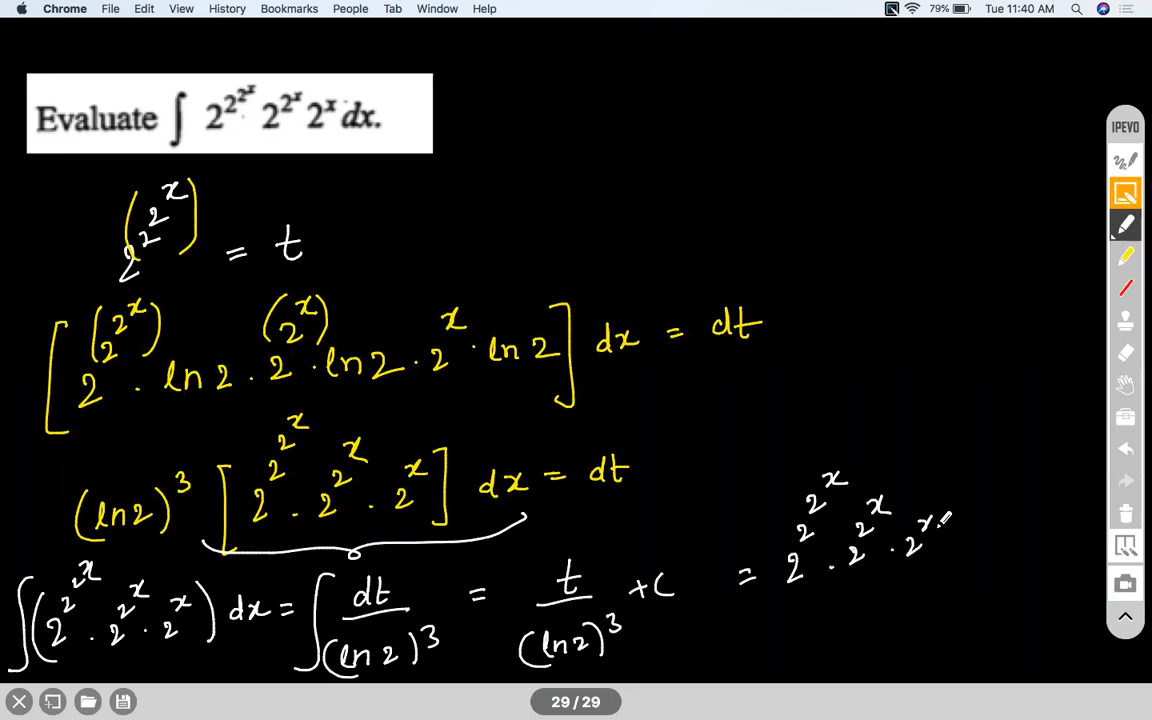 Chrome File Edit View History Bookmarks People Tab Window Help 79% Tue 11:40 AM
Evaluate ∫ 2^{2^{2^x}} 2^{2^x} 2^x dx.
2^{(2^{2^x})} = t
[2^{(2^{2^x})} · ln 2 · 2^{(2^x)} · ln 2 · 2^x · ln 2] dx = dt
(ln 2)^3 [2^{2^{2^x}} · 2^{2^x} · 2^x] dx = dt
∫(2^{2^{2^x}} · 2^{2^x} · 2^x) dx = ∫ dt/(ln 2)^3 = t/(ln 2)^3 + C = 2^{2^{2^x}} · 2^{2^x} · 2^x
IPEVO
29 / 29